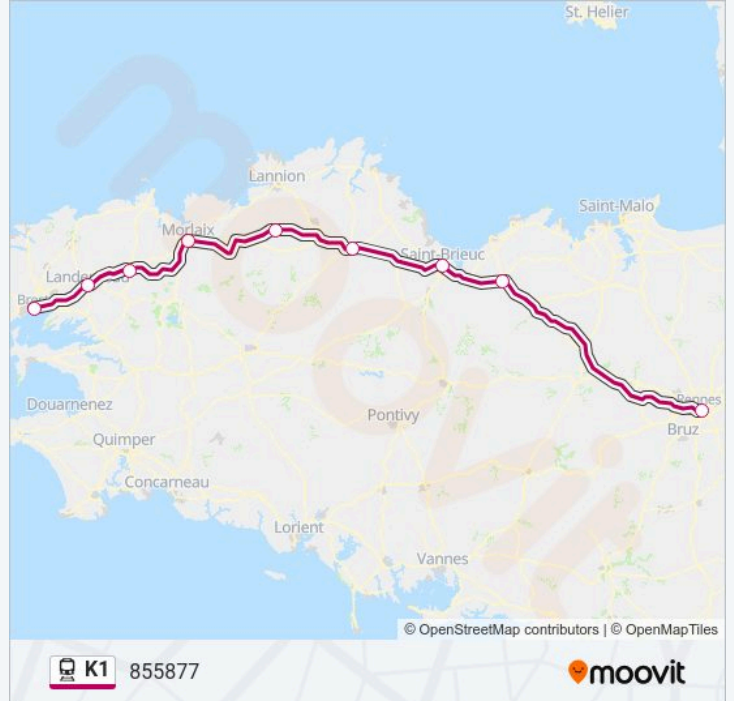 St. Helier
Lannion
Saint-Malo
Morlaix
Saint-Brieuc
Rennes
Douarnenez
Pontivy
Bruz
Quimper
Concarneau
Lorient
Vannes
© OpenStreetMap contributors | © OpenMapTiles
K1 855877
moovit